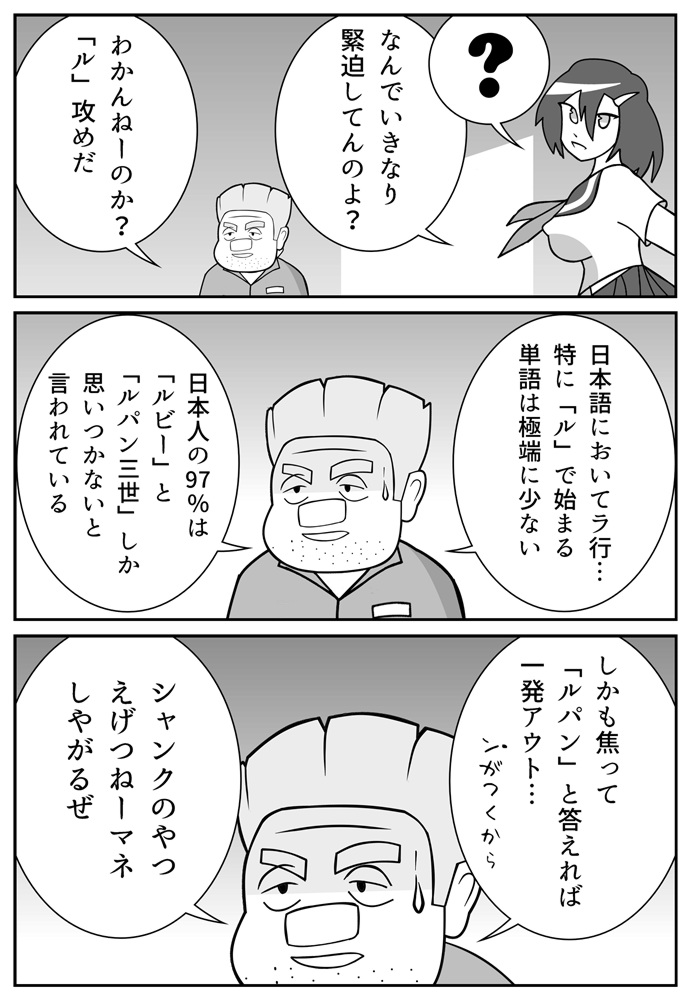 ?
なんでいきなり
緊迫してんのよ?
わかんねーのか?
「ル」攻めだ
日本語においてラ行…
特に「ル」で始まる
単語は極端に少ない
日本人の97%は
「ルビー」と
「ルパン三世」しか
思いつかないと
言われている
しかも焦って
「ルパン」と答えれば
一発アウト…
ンがつくから
シャンクのやつ
えげつねーマネ
しやがるぜ